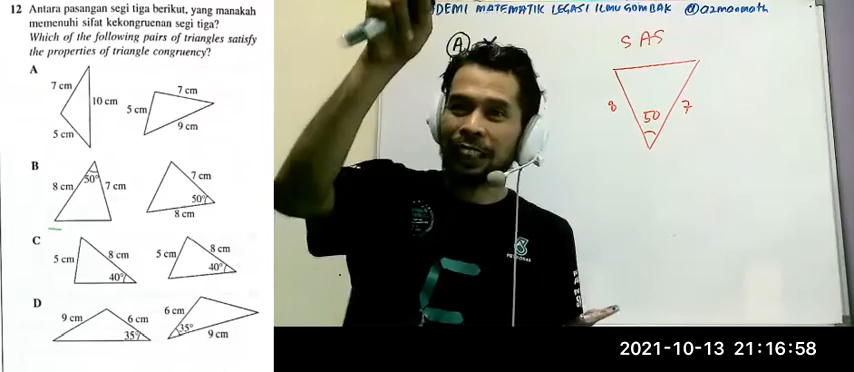 12 Antara pasangan segi tiga berikut, yang manakah
memenuhi sifat kekongruenan segi tiga?
Which of the following pairs of triangles satisfy
the properties of triangle congruency?
A
7 cm
10 cm
5 cm
7 cm
5 cm
9 cm
B
50°
8 cm
7 cm
7 cm
50°
8 cm
C
5 cm
8 cm
40°
5 cm
8 cm
40°
D
9 cm
6 cm
35°
6 cm
35°
9 cm
DEMI MATEMATIK LEGASI ILMU GOMBAK @azmanmath
A x
SAS
8 50 7
PETRONAS
2021-10-13 21:16:58